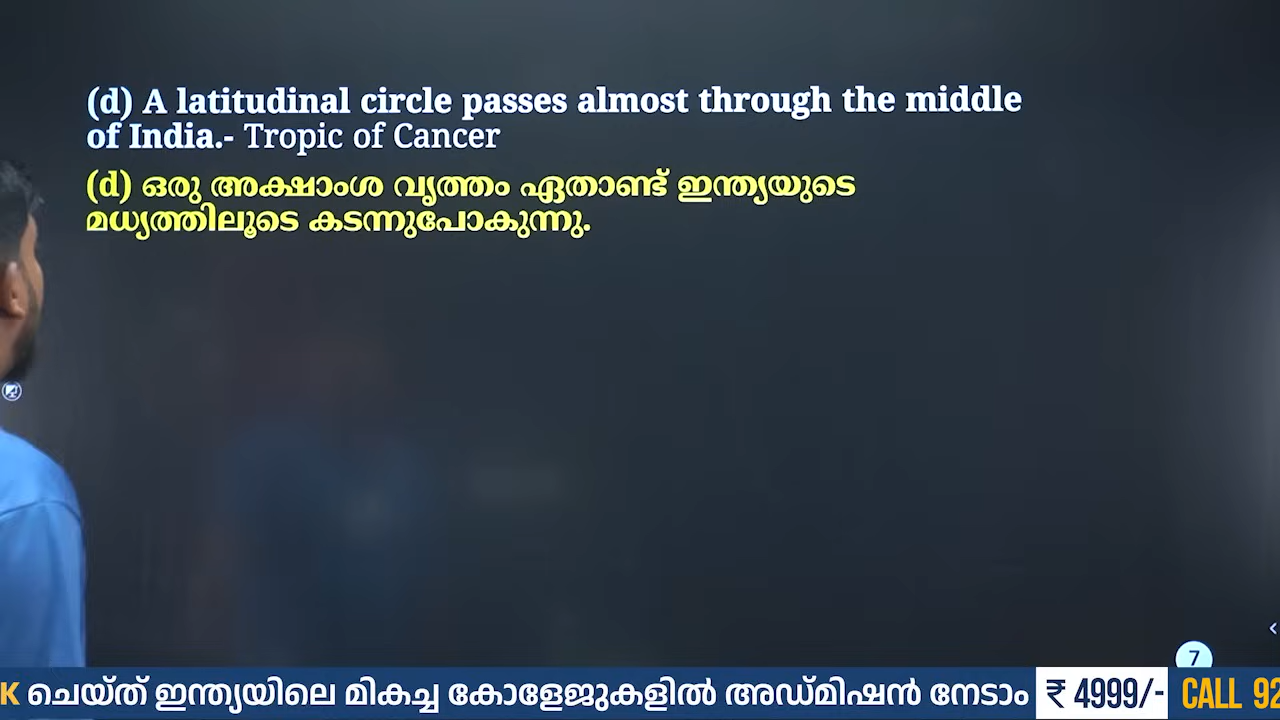 (d) A latitudinal circle passes almost through the middle
of India.- Tropic of Cancer
(d) ഒരു അക്ഷാംശ വൃത്തം ഏതാണ്ട് ഇന്ത്യയുടെ
മധ്യത്തിലൂടെ കടന്നുപോകുന്നു.
7
K ചെയ്ത് ഇന്ത്യയിലെ മികച്ച കോളേജുകളിൽ അഡ്മിഷൻ നേടാം ₹ 4999/- CALL 92